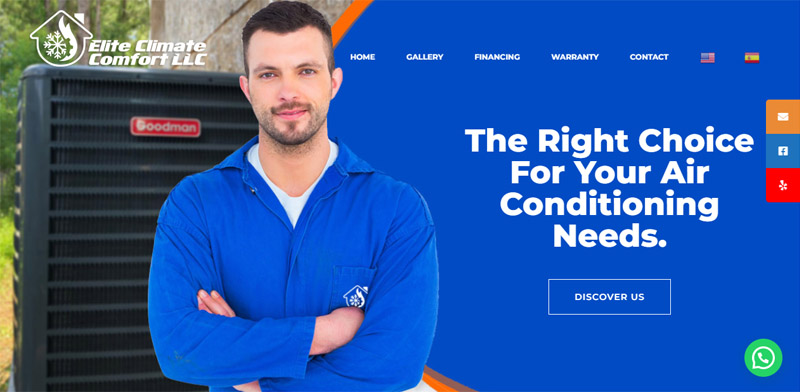 Elite Climate
Comfort LLC
HOME GALLERY FINANCING WARRANTY CONTACT
Goodman
The Right Choice
For Your Air
Conditioning
Needs.
DISCOVER US